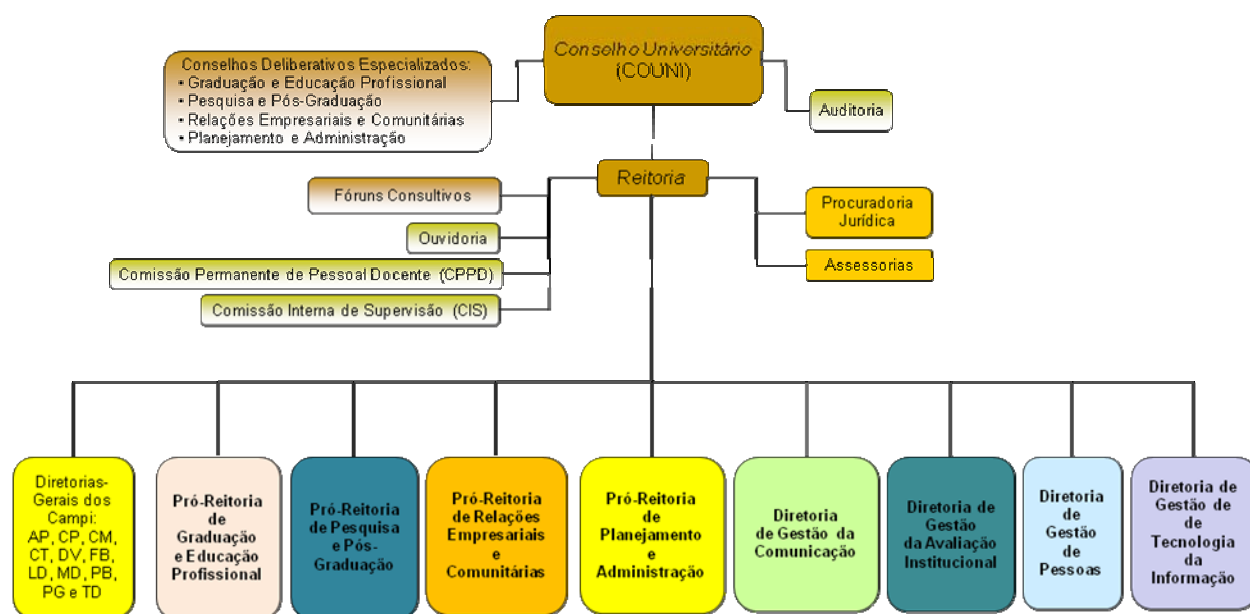 Conselho Universitário
(COUNI)
Conselhos Deliberativos Especializados:
• Graduação e Educação Profissional
• Pesquisa e Pós-Graduação
• Relações Empresariais e Comunitárias
• Planejamento e Administração
Auditoria
Reitoria
Fóruns Consultivos
Ouvidoria
Comissão Permanente de Pessoal Docente (CPPD)
Comissão Interna de Supervisão (CIS)
Procuradoria
Jurídica
Assessorias
Diretorias-
Gerais dos
Campi:
AP, CP, CM,
CT, DV, FB,
LD, MD, PB,
PG e TD
Pró-Reitoria
de
Graduação
e Educação
Profissional
Pró-Reitoria
de Pesquisa
e Pós-
Graduação
Pró-Reitoria
de Relações
Empresariais
e
Comunitárias
Pró-Reitoria
de
Planejamento
e
Administração
Diretoria
de Gestão da
Comunicação
Diretoria de
Gestão
da Avaliação
Institucional
Diretoria
de
Gestão
de
Pessoas
Diretoria de
Gestão de
de
Tecnologia
da
Informação